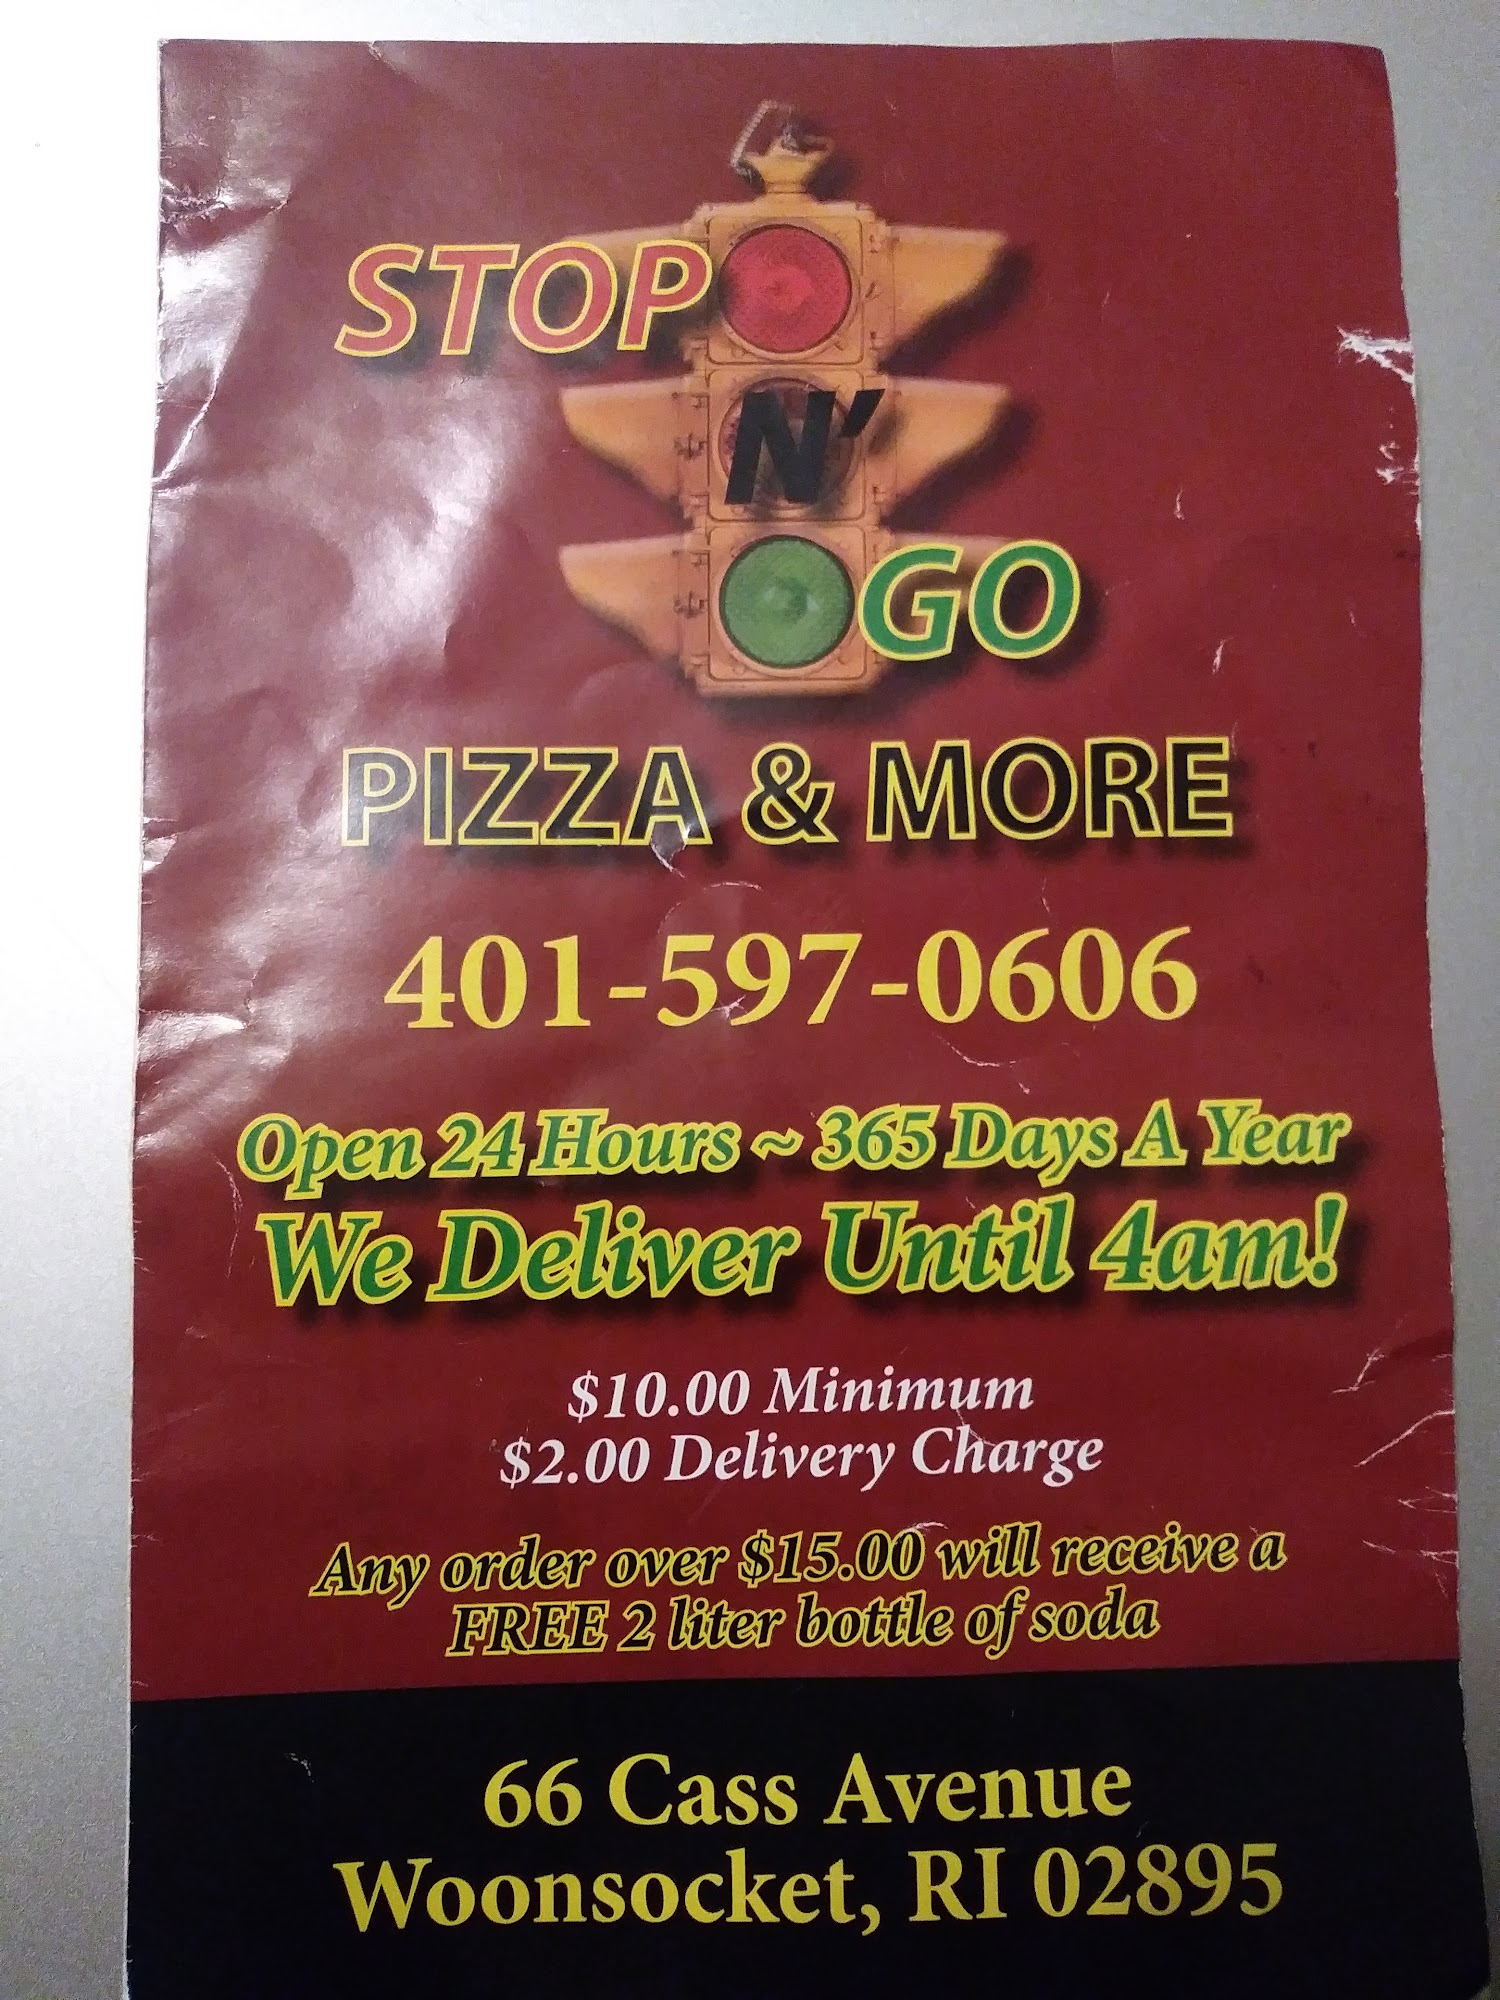 STOP
N'
GO
PIZZA & MORE
401-597-0606
Open 24 Hours ~ 365 Days A Year
We Deliver Until 4am!
$10.00 Minimum
$2.00 Delivery Charge
Any order over $15.00 will receive a
FREE 2 liter bottle of soda
66 Cass Avenue
Woonsocket, RI 02895